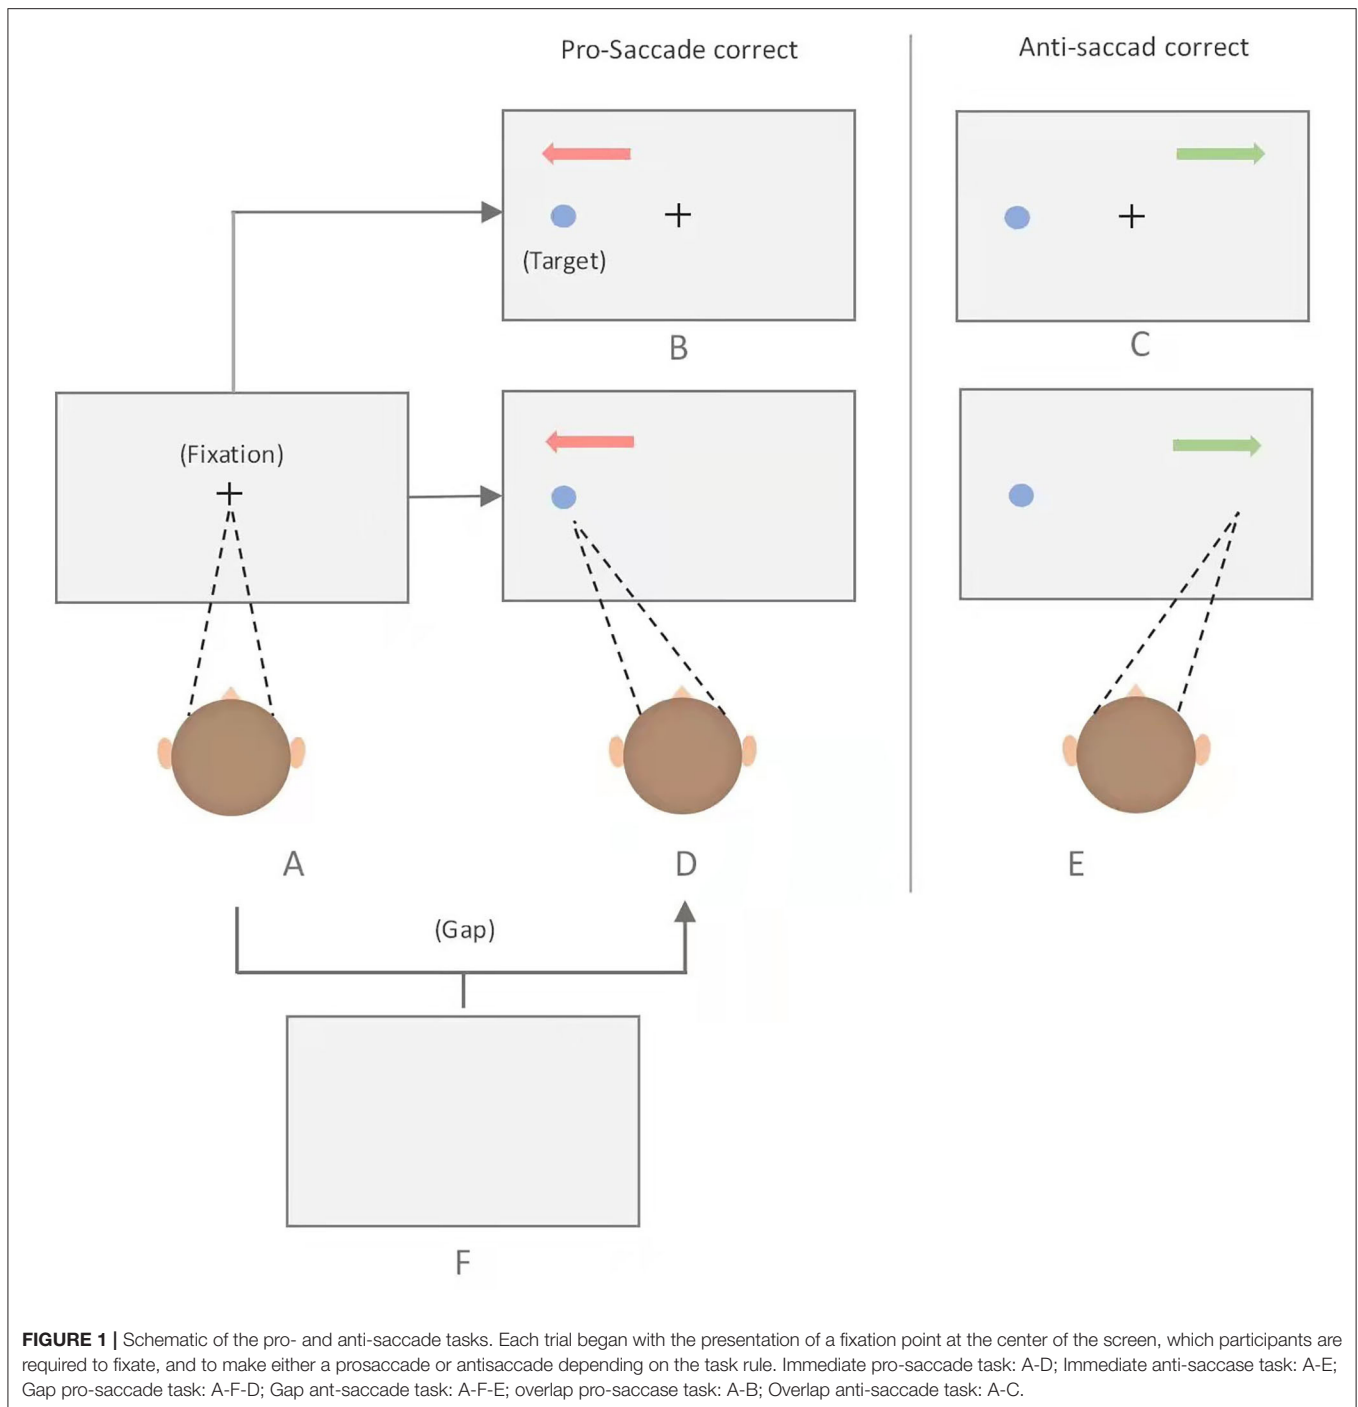 Pro-Saccade correct
Anti-saccad correct
(Target)
B
C
(Fixation)
A
D
E
(Gap)
F
FIGURE 1 | Schematic of the pro- and anti-saccade tasks. Each trial began with the presentation of a fixation point at the center of the screen, which participants are
required to fixate, and to make either a prosaccade or antisaccade depending on the task rule. Immediate pro-saccade task: A-D; Immediate anti-saccase task: A-E;
Gap pro-saccade task: A-F-D; Gap ant-saccade task: A-F-E; overlap pro-saccase task: A-B; Overlap anti-saccade task: A-C.